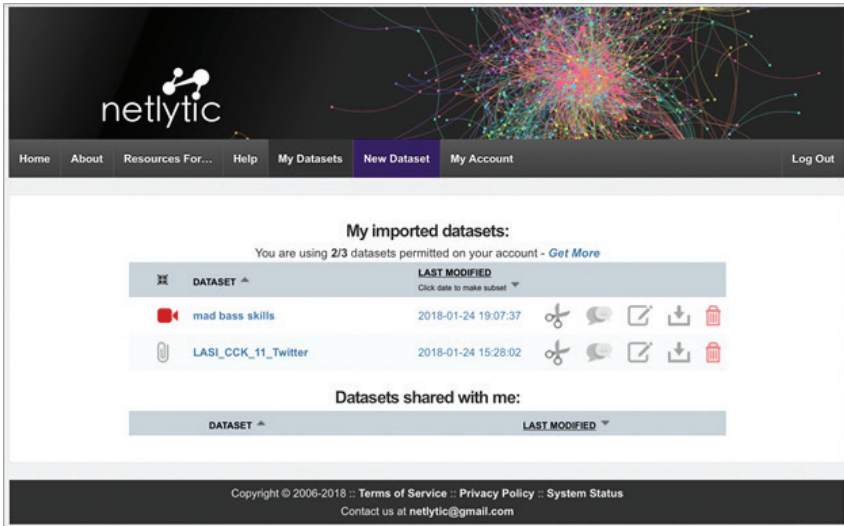 netlytic
Home About Resources For... Help My Datasets New Dataset My Account Log Out
My imported datasets:
You are using 2/3 datasets permitted on your account - Get More
DATASET LAST MODIFIED
Click date to make subset
mad bass skills 2018-01-24 19:07:37
LASI_CCK_11_Twitter 2018-01-24 15:28:02
Datasets shared with me:
DATASET LAST MODIFIED
Copyright © 2006-2018 :: Terms of Service :: Privacy Policy :: System Status
Contact us at netlytic@gmail.com